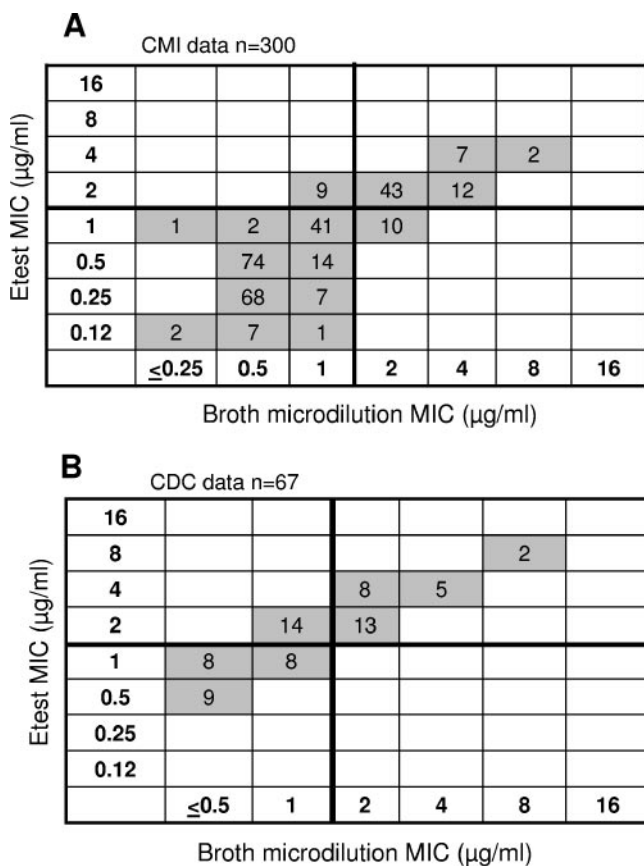 A
CMI data n=300
Etest MIC (µg/ml)
16
8
4 7 2
2 9 43 12
1 1 2 41 10
0.5 74 14
0.25 68 7
0.12 2 7 1
≤0.25 0.5 1 2 4 8 16
Broth microdilution MIC (µg/ml)
B
CDC data n=67
Etest MIC (µg/ml)
16
8 2
4 8 5
2 14 13
1 8 8
0.5 9
0.25
0.12
≤0.5 1 2 4 8 16
Broth microdilution MIC (µg/ml)